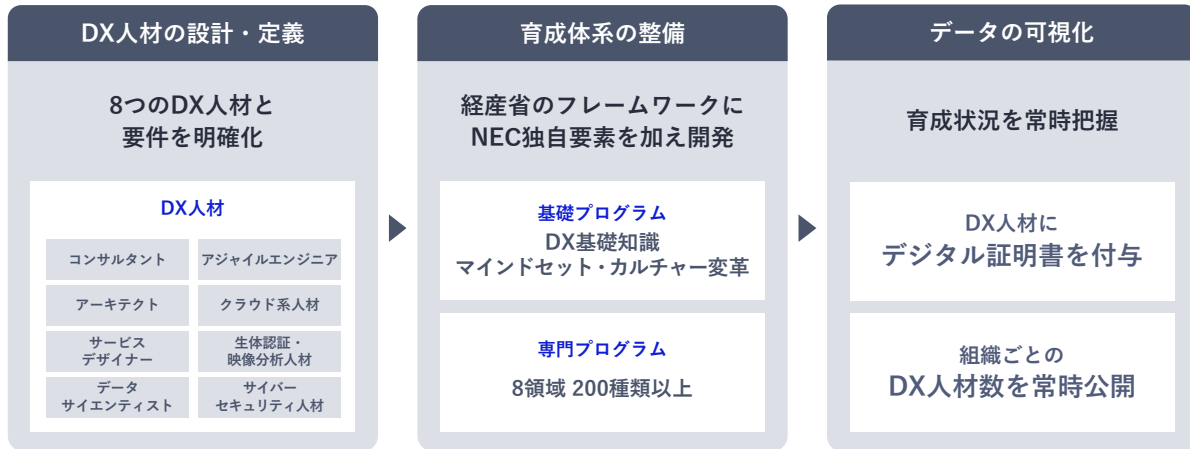 DX人材の設計・定義
8つのDX人材と
要件を明確化
DX人材
コンサルタント
アジャイルエンジニア
アーキテクト
クラウド系人材
サービス
デザイナー
生体認証・
映像分析人材
データ
サイエンティスト
サイバー
セキュリティ人材
育成体系の整備
経産省のフレームワークに
NEC独自要素を加え開発
基礎プログラム
DX基礎知識
マインドセット・カルチャー変革
専門プログラム
8領域 200種類以上
データの可視化
育成状況を常時把握
DX人材に
デジタル証明書を付与
組織ごとの
DX人材数を常時公開